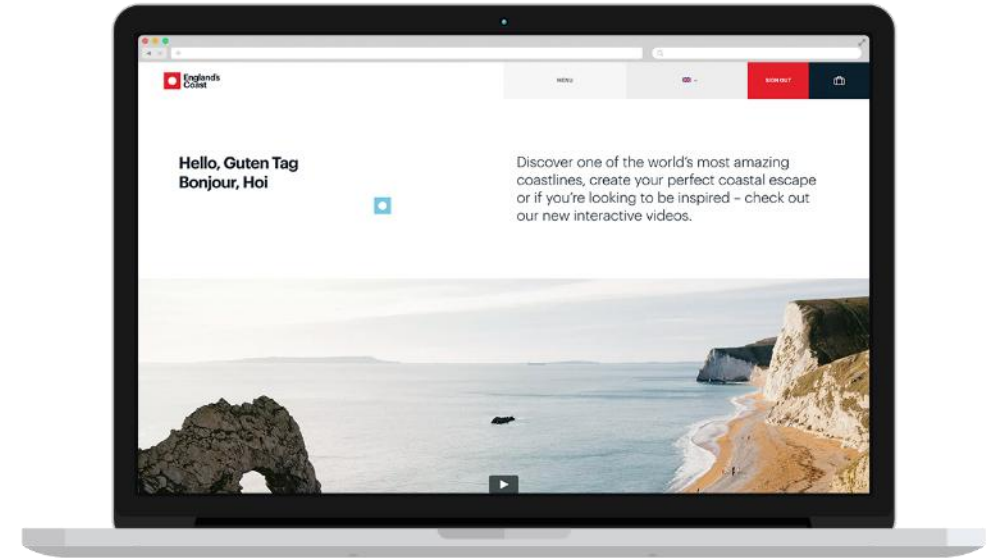 England's
Coast
MENU
SIGN OUT
Hello, Guten Tag
Bonjour, Hoi
Discover one of the world's most amazing
coastlines, create your perfect coastal escape
or if you're looking to be inspired – check out
our new interactive videos.